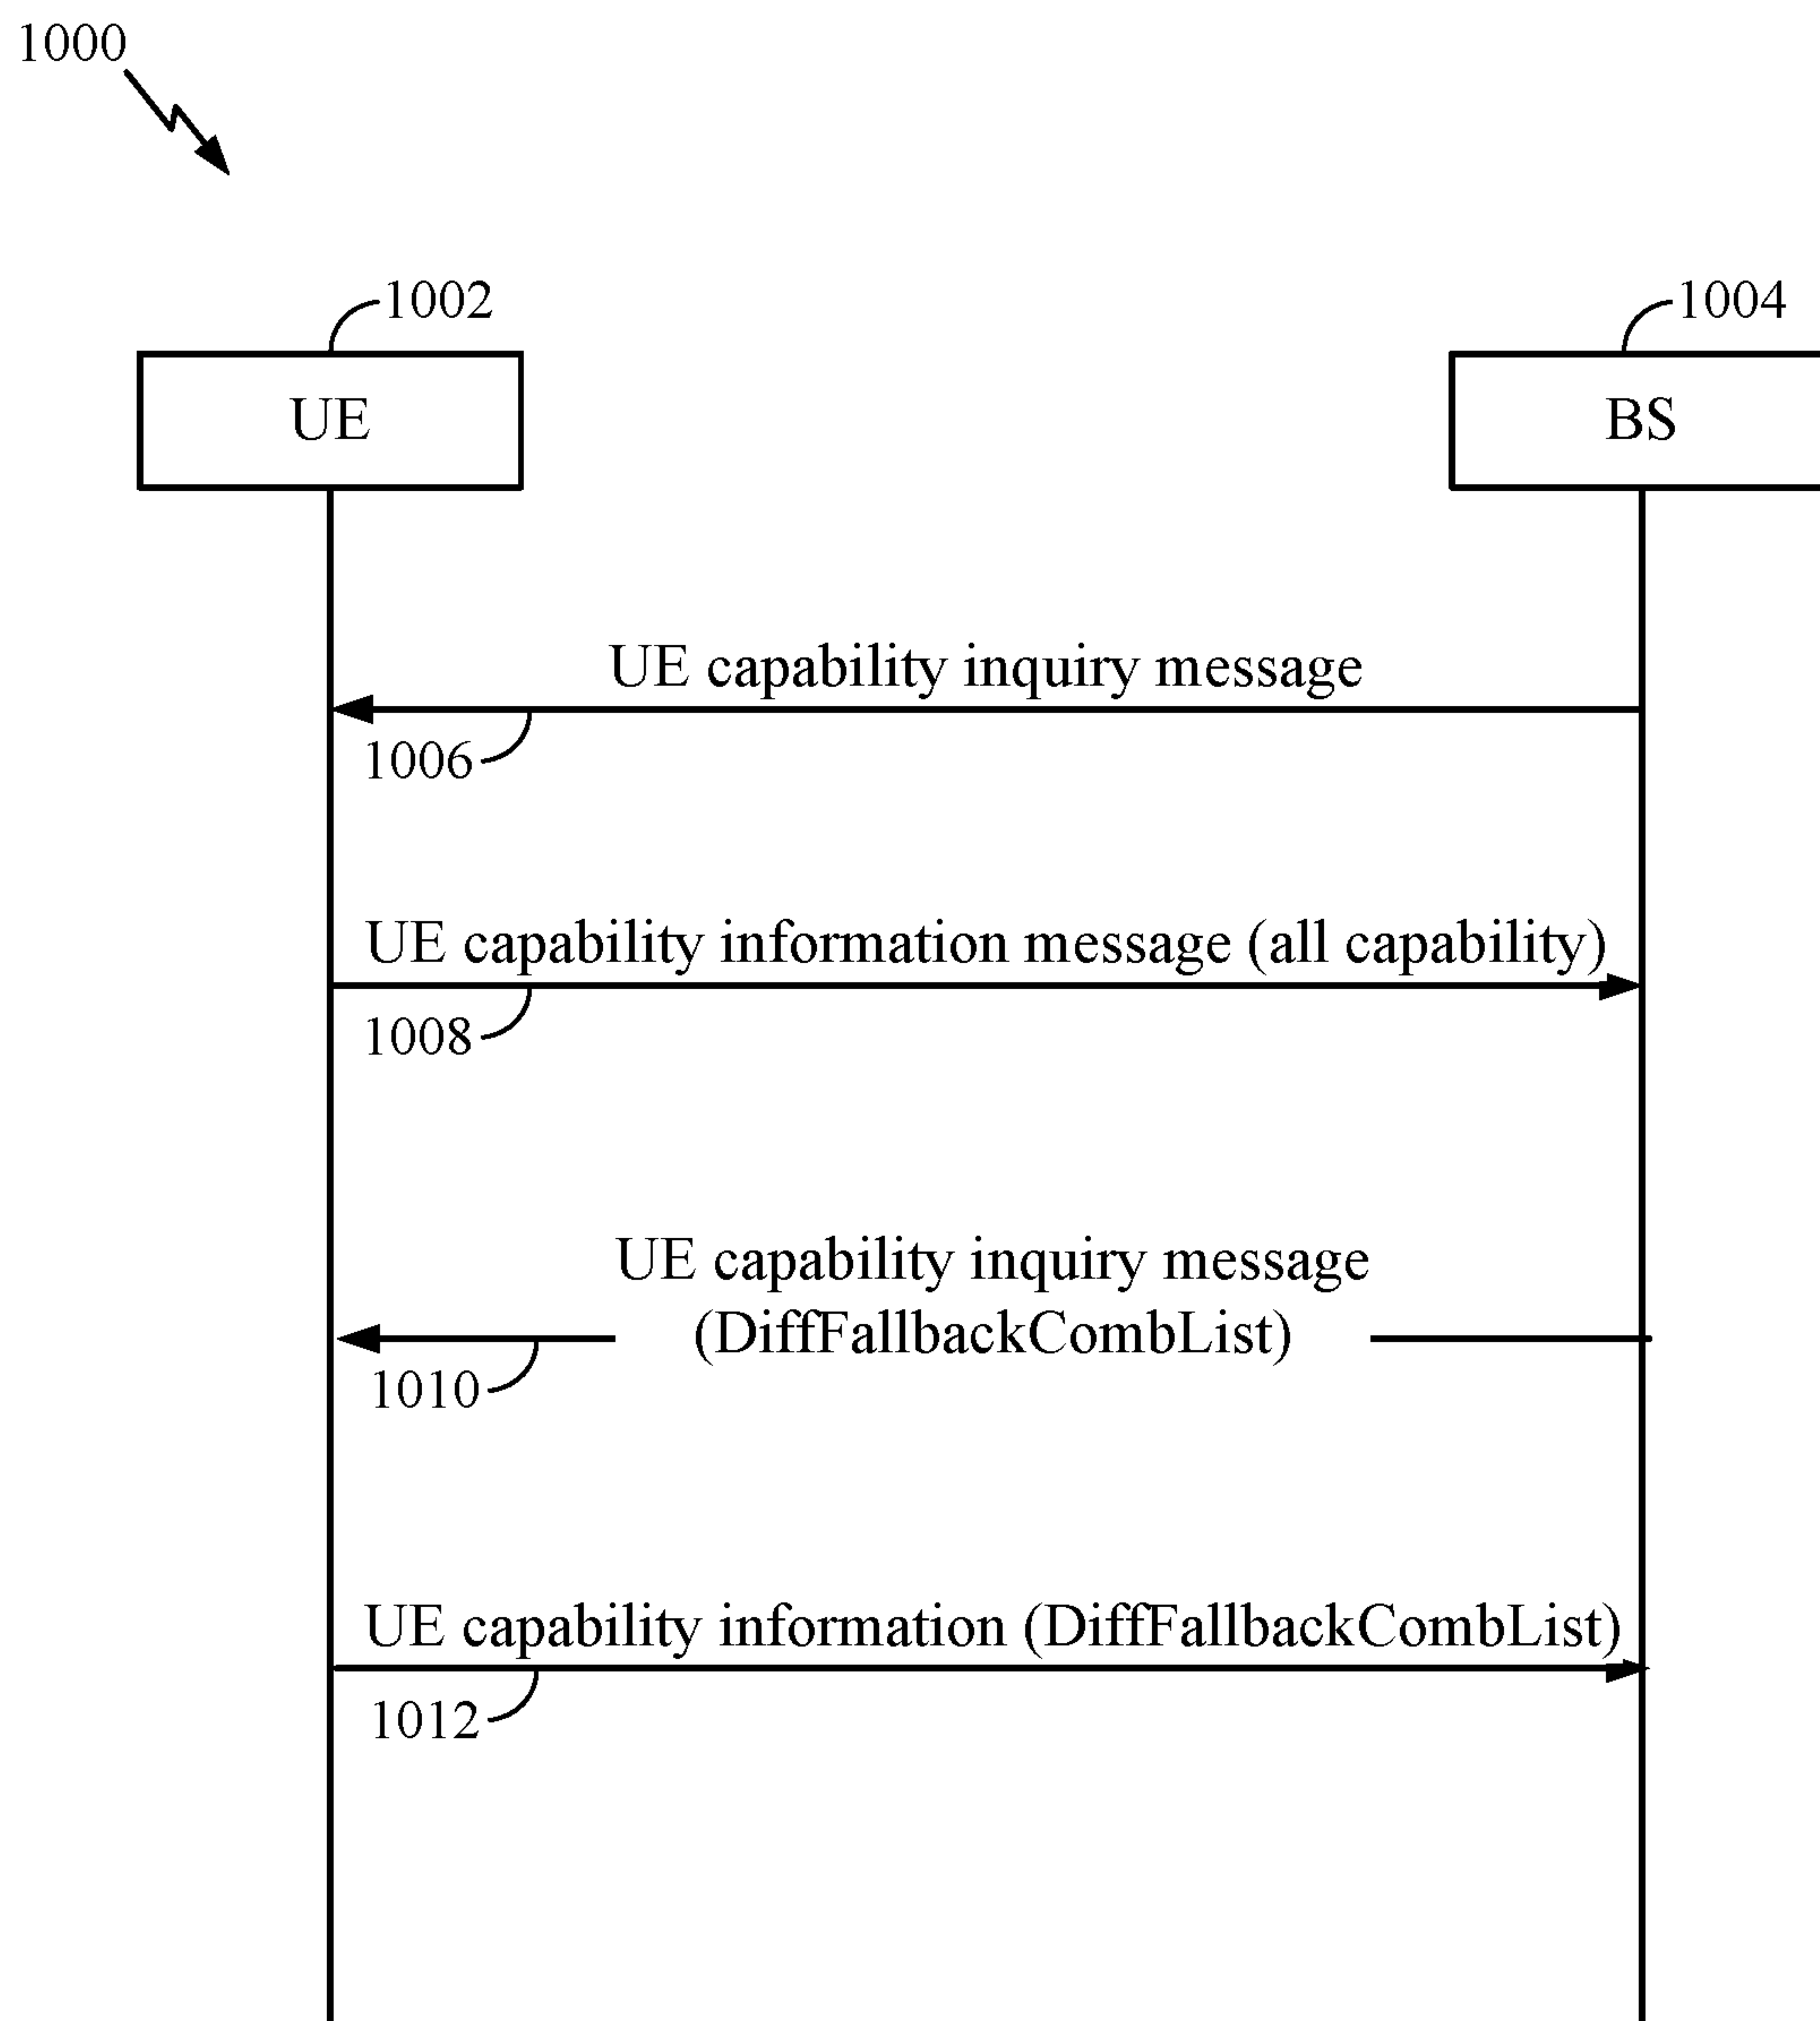 1000
1002
1004
UE
BS
UE capability inquiry message
1006
UE capability information message (all capability)
1008
UE capability inquiry message
(DiffFallbackCombList)
1010
UE capability information (DiffFallbackCombList)
1012